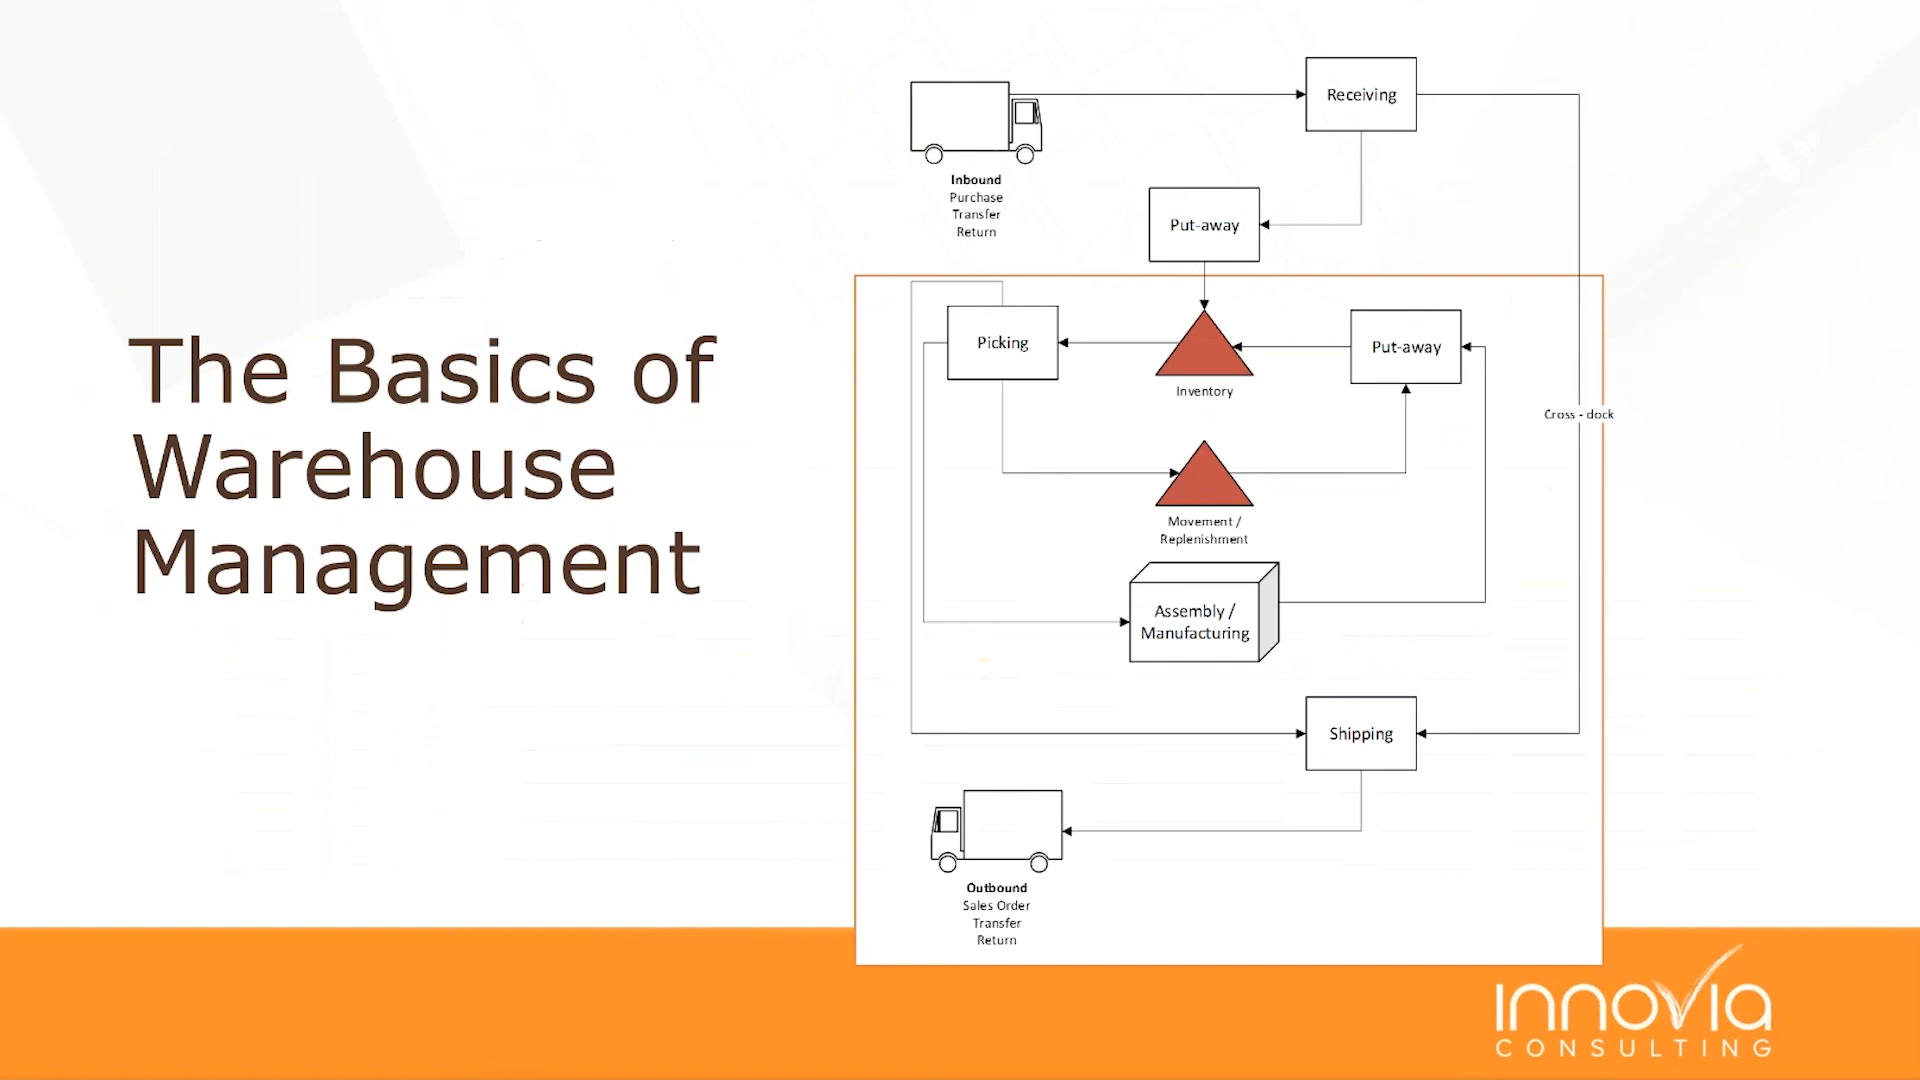 The Basics of
Warehouse
Management
Receiving
Inbound
Purchase
Transfer
Return
Put-away
Picking
Inventory
Put-away
Cross - dock
Movement /
Replenishment
Assembly /
Manufacturing
Shipping
Outbound
Sales Order
Transfer
Return
innovia
CONSULTING